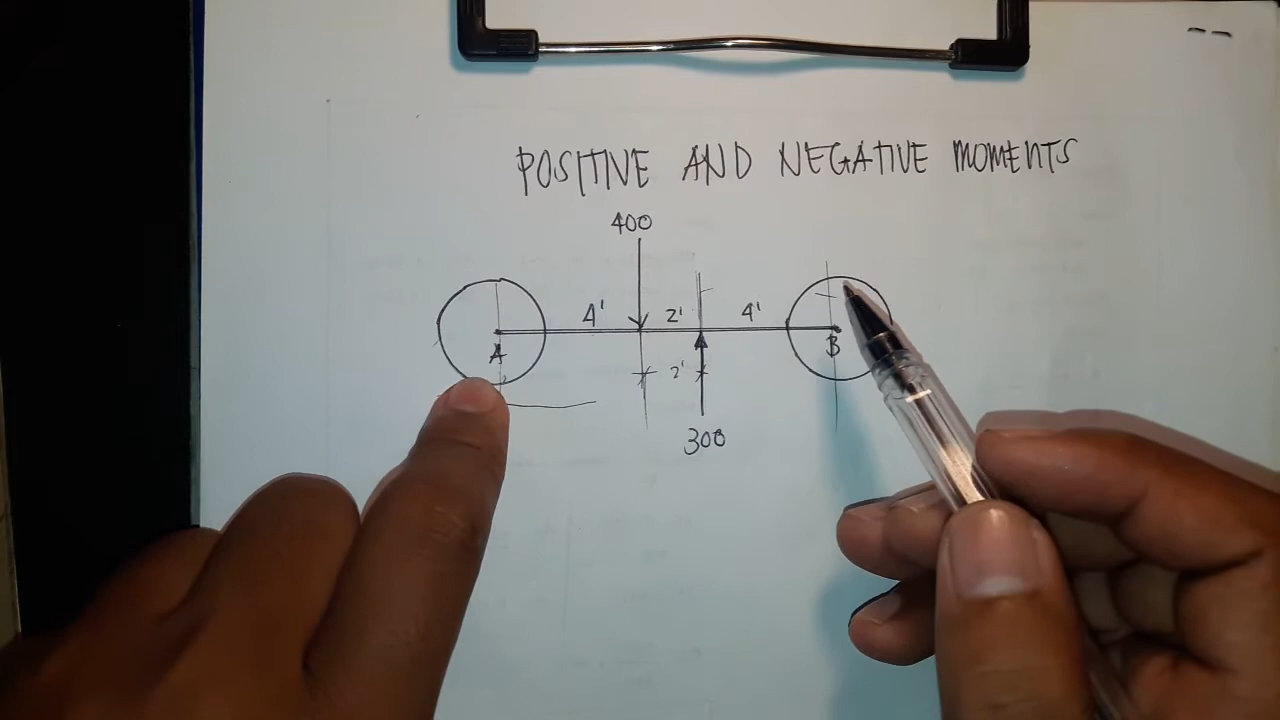 POSITIVE AND NEGATIVE MOMENTS
400
4' 2' 4'
A B
2'
300